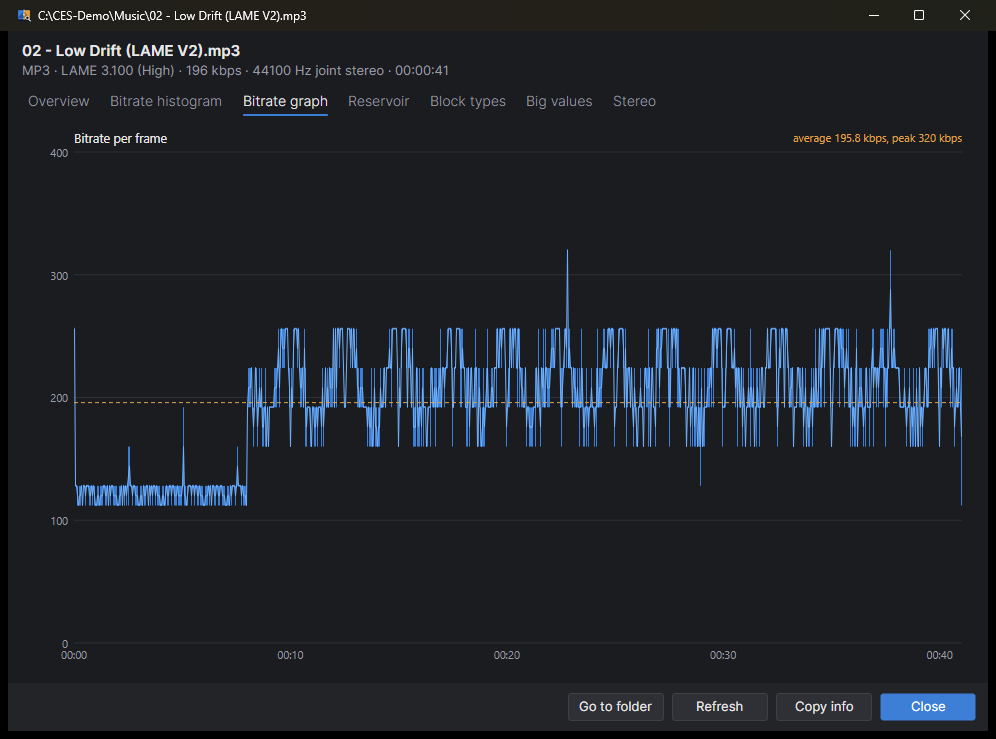 C:\CES-Demo\Music\02 - Low Drift (LAME V2).mp3
02 - Low Drift (LAME V2).mp3
MP3 · LAME 3.100 (High) · 196 kbps · 44100 Hz joint stereo · 00:00:41
Overview Bitrate histogram Bitrate graph Reservoir Block types Big values Stereo
Bitrate per frame average 195.8 kbps, peak 320 kbps
400
300
200
100
0
00:00 00:10 00:20 00:30 00:40
Go to folder Refresh Copy info Close